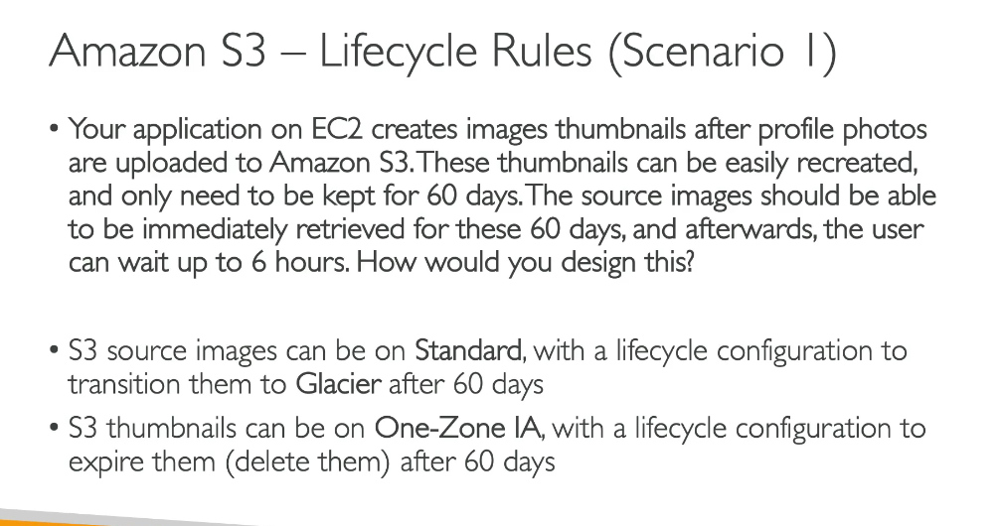 Amazon S3 – Lifecycle Rules (Scenario 1)
• Your application on EC2 creates images thumbnails after profile photos
are uploaded to Amazon S3. These thumbnails can be easily recreated,
and only need to be kept for 60 days. The source images should be able
to be immediately retrieved for these 60 days, and afterwards, the user
can wait up to 6 hours. How would you design this?
• S3 source images can be on Standard, with a lifecycle configuration to
transition them to Glacier after 60 days
• S3 thumbnails can be on One-Zone IA, with a lifecycle configuration to
expire them (delete them) after 60 days